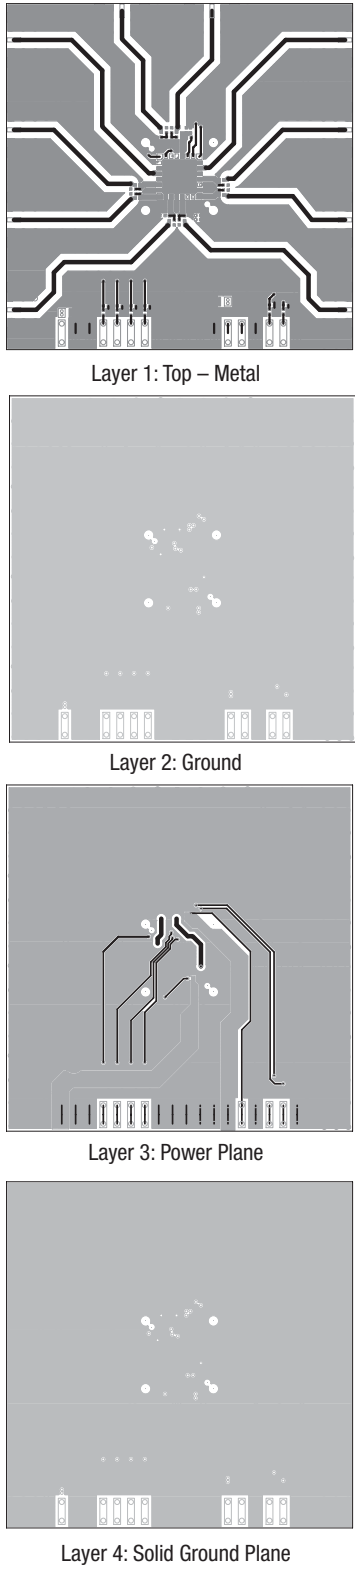 Layer 1: Top – Metal
Layer 2: Ground
Layer 3: Power Plane
Layer 4: Solid Ground Plane